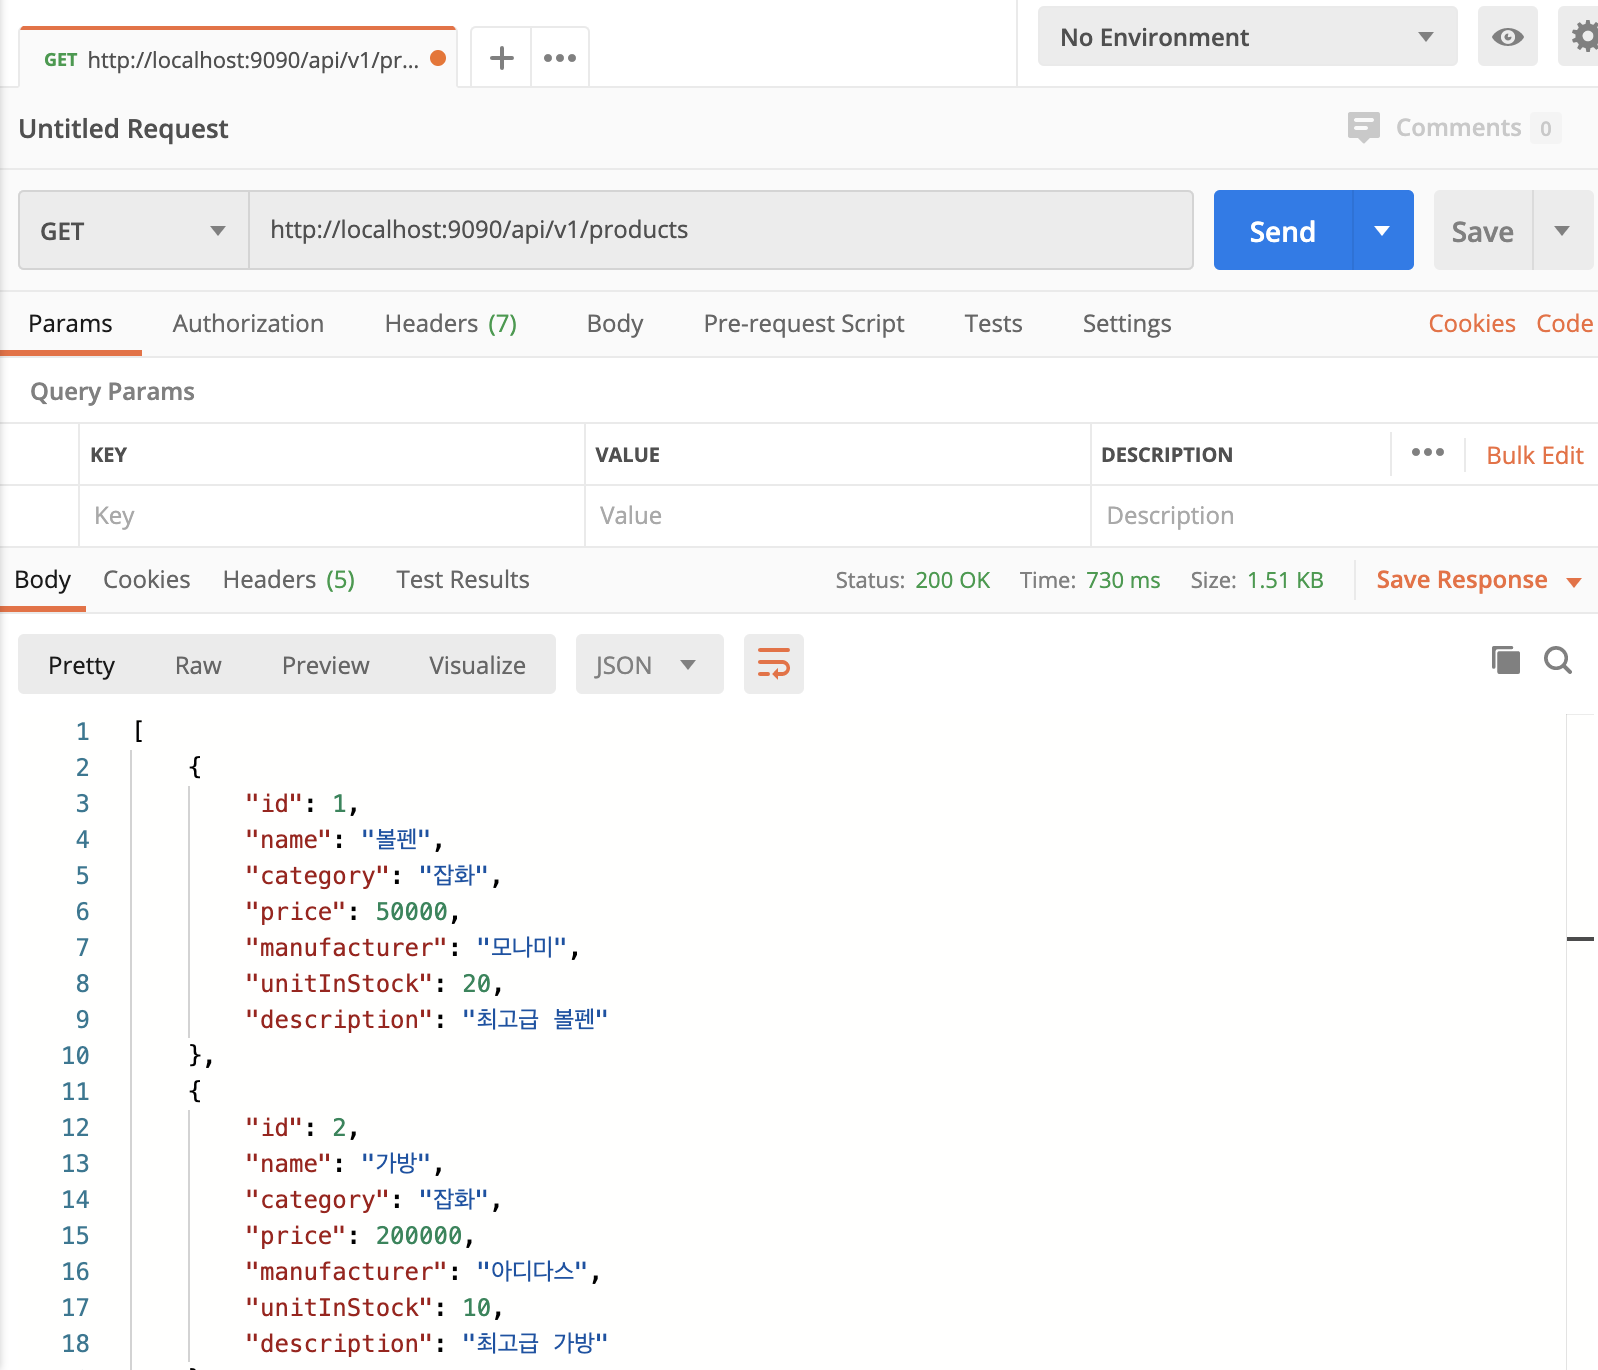 GET http://localhost:9090/api/v1/pr...
No Environment
Untitled Request
Comments 0
GET http://localhost:9090/api/v1/products Send Save
Params Authorization Headers (7) Body Pre-request Script Tests Settings Cookies Code
Query Params
KEY VALUE DESCRIPTION Bulk Edit
Key Value Description
Body Cookies Headers (5) Test Results Status: 200 OK Time: 730 ms Size: 1.51 KB Save Response
Pretty Raw Preview Visualize JSON
1 [
2 {
3 "id": 1,
4 "name": "볼펜",
5 "category": "잡화",
6 "price": 50000,
7 "manufacturer": "모나미",
8 "unitInStock": 20,
9 "description": "최고급 볼펜"
10 },
11 {
12 "id": 2,
13 "name": "가방",
14 "category": "잡화",
15 "price": 200000,
16 "manufacturer": "아디다스",
17 "unitInStock": 10,
18 "description": "최고급 가방"